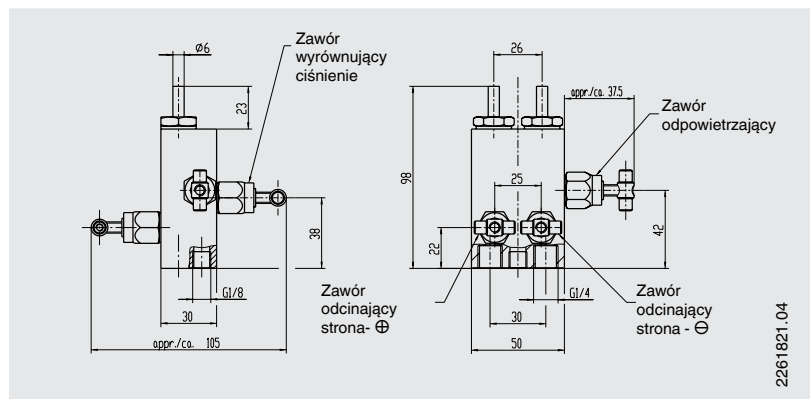 Ø6
Zawór
wyrównujący
ciśnienie
23
38
G1/8
30
appr./ca. 105
26
appr./ca. 37.5
Zawór
odpowietrzający
98
25
22
42
Zawór
odcinający
strona- ⊕
G1/4
30
50
Zawór
odcinający
strona - ⊖
2261821.04